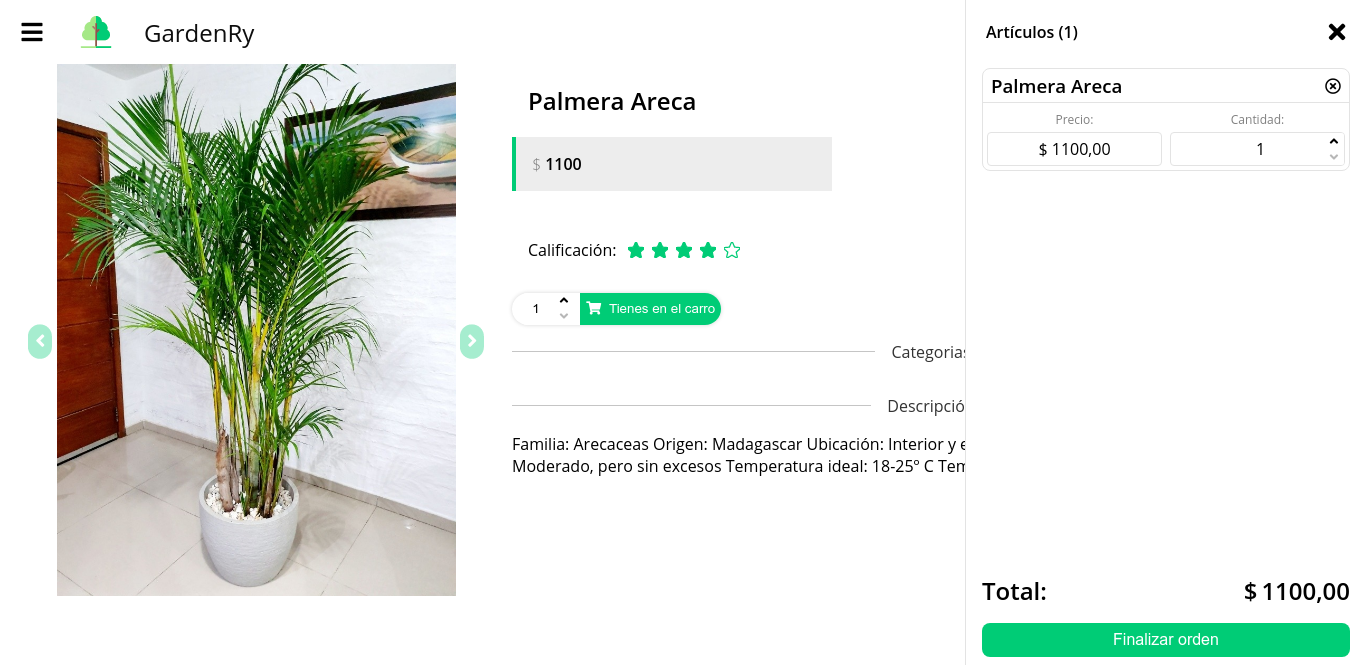 GardenRy
Palmera Areca
$ 1100
Calificación:
1
Tienes en el carro
Categorias
Descripció
Familia: Arecaceas Origen: Madagascar Ubicación: Interior y e
Moderado, pero sin excesos Temperatura ideal: 18-25º C Tem
Artículos (1)
Palmera Areca
Precio:
Cantidad:
$ 1100,00
1
Total:
$ 1100,00
Finalizar orden